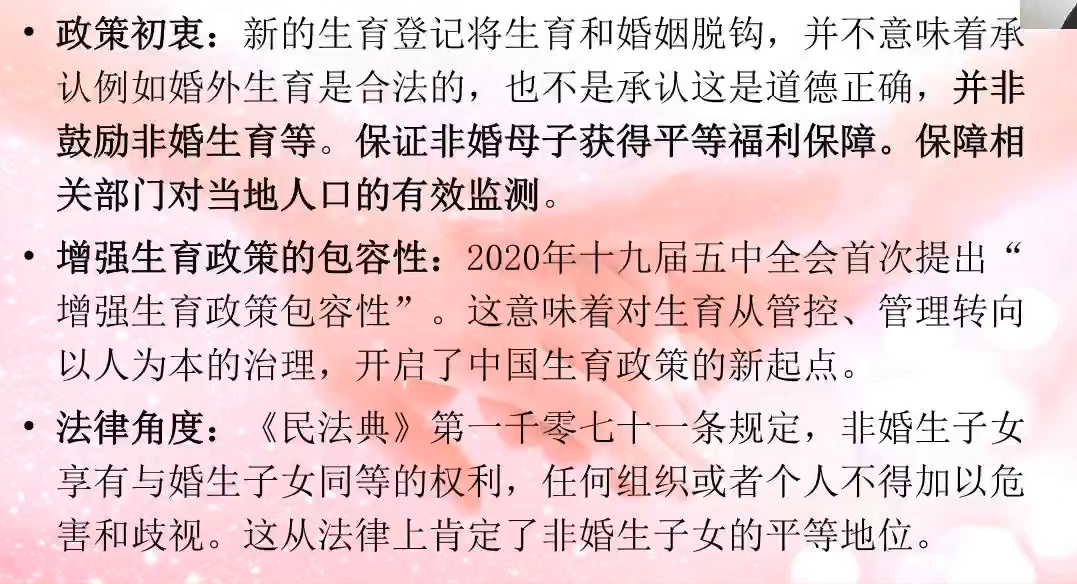 • 政策初衷：新的生育登记将生育和婚姻脱钩，并不意味着承
认例如婚外生育是合法的，也不是承认这是道德正确，并非
鼓励非婚生育等。保证非婚母子获得平等福利保障。保障相
关部门对当地人口的有效监测。
• 增强生育政策的包容性：2020年十九届五中全会首次提出“
增强生育政策包容性”。这意味着对生育从管控、管理转向
以人为本的治理，开启了中国生育政策的新起点。
• 法律角度：《民法典》第一千零七十一条规定，非婚生子女
享有与婚生子女同等的权利，任何组织或者个人不得加以危
害和歧视。这从法律上肯定了非婚生子女的平等地位。